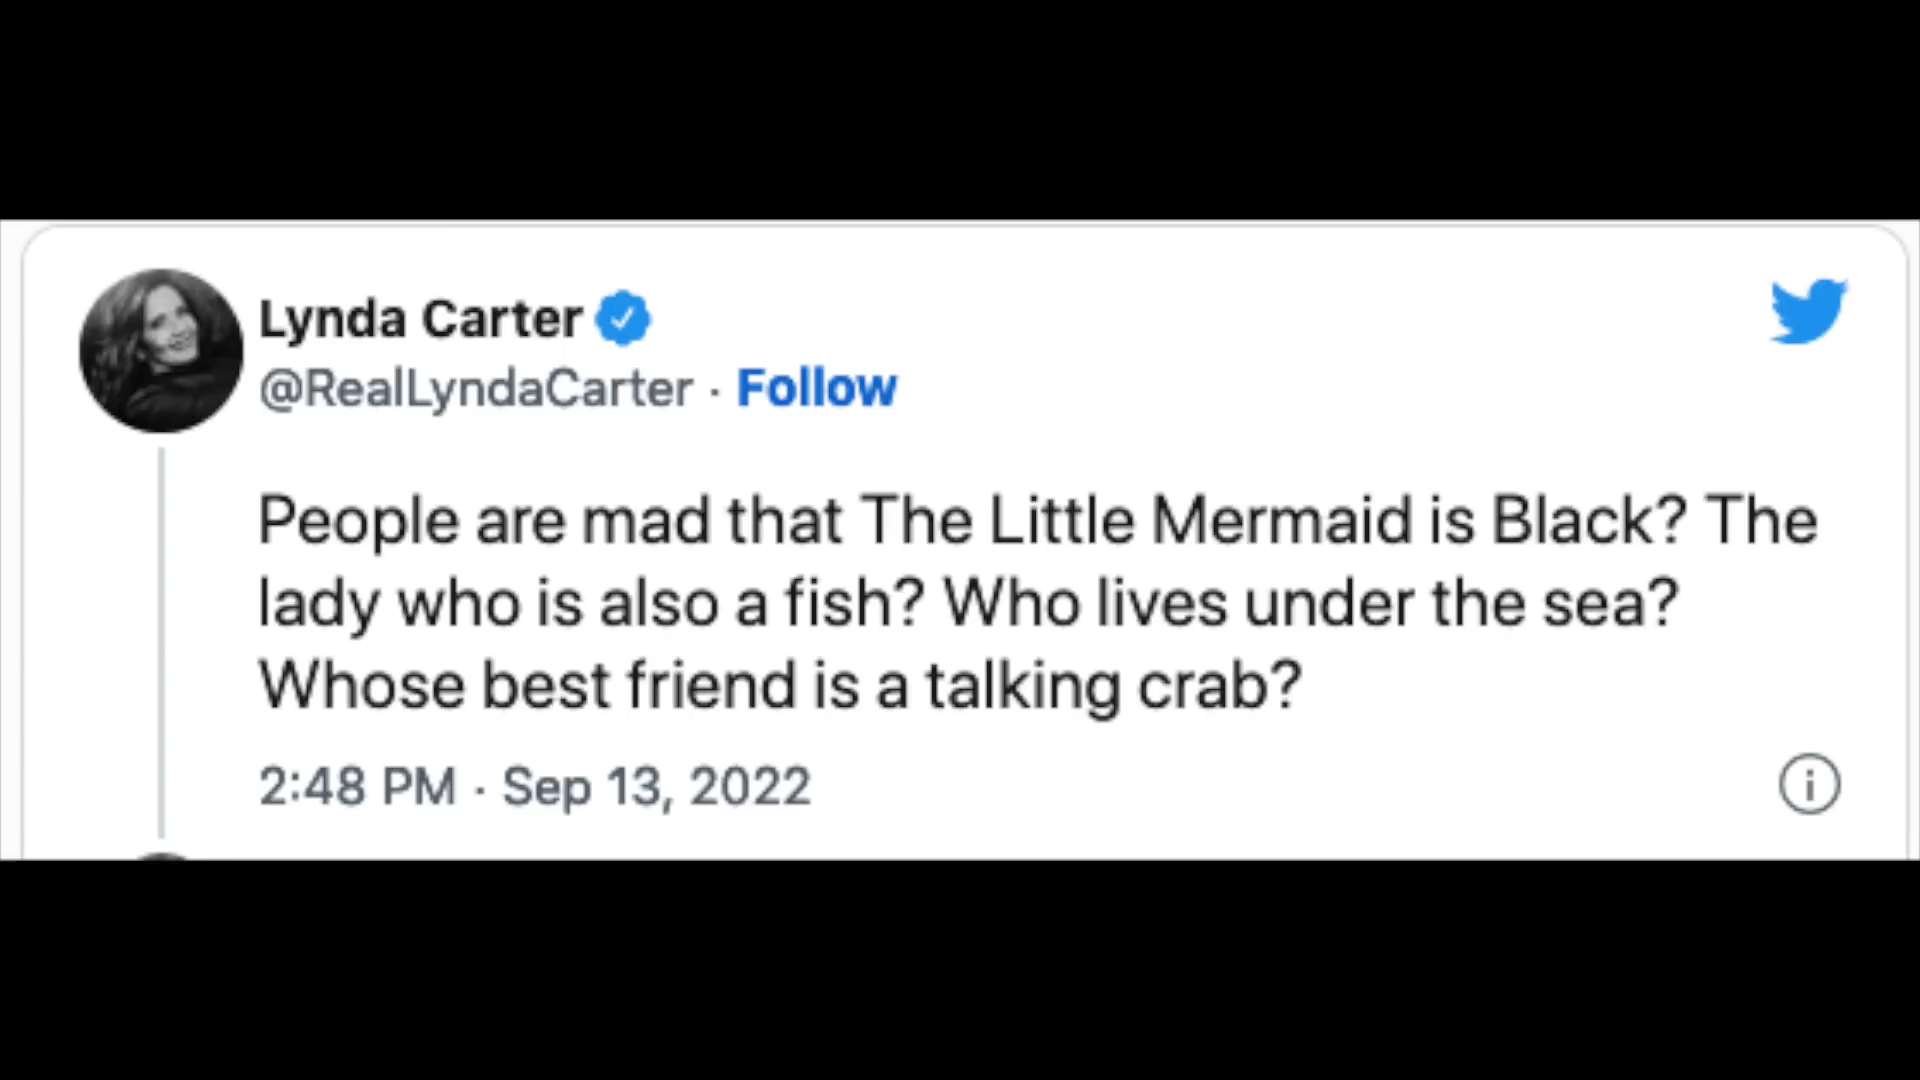 Lynda Carter
@RealLyndaCarter · Follow
People are mad that The Little Mermaid is Black? The
lady who is also a fish? Who lives under the sea?
Whose best friend is a talking crab?
2:48 PM · Sep 13, 2022